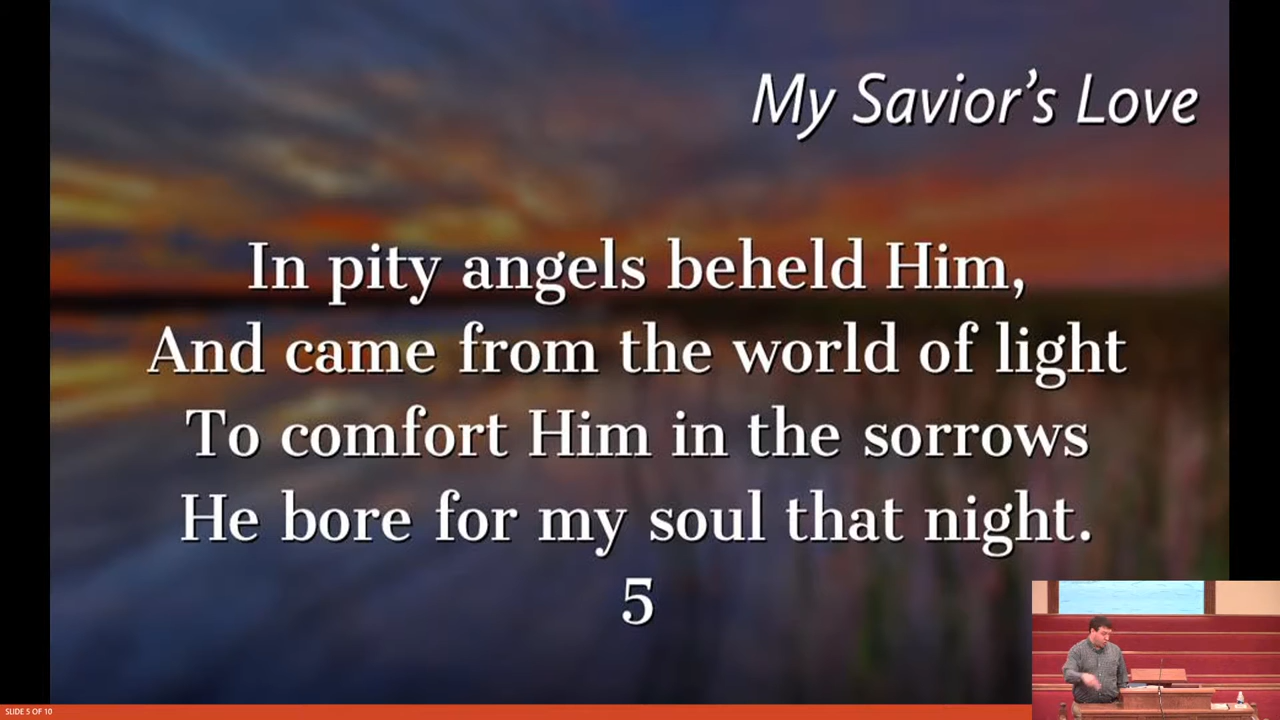 My Savior's Love
In pity angels beheld Him,
And came from the world of light
To comfort Him in the sorrows
He bore for my soul that night.
5
SLIDE 5 OF 10